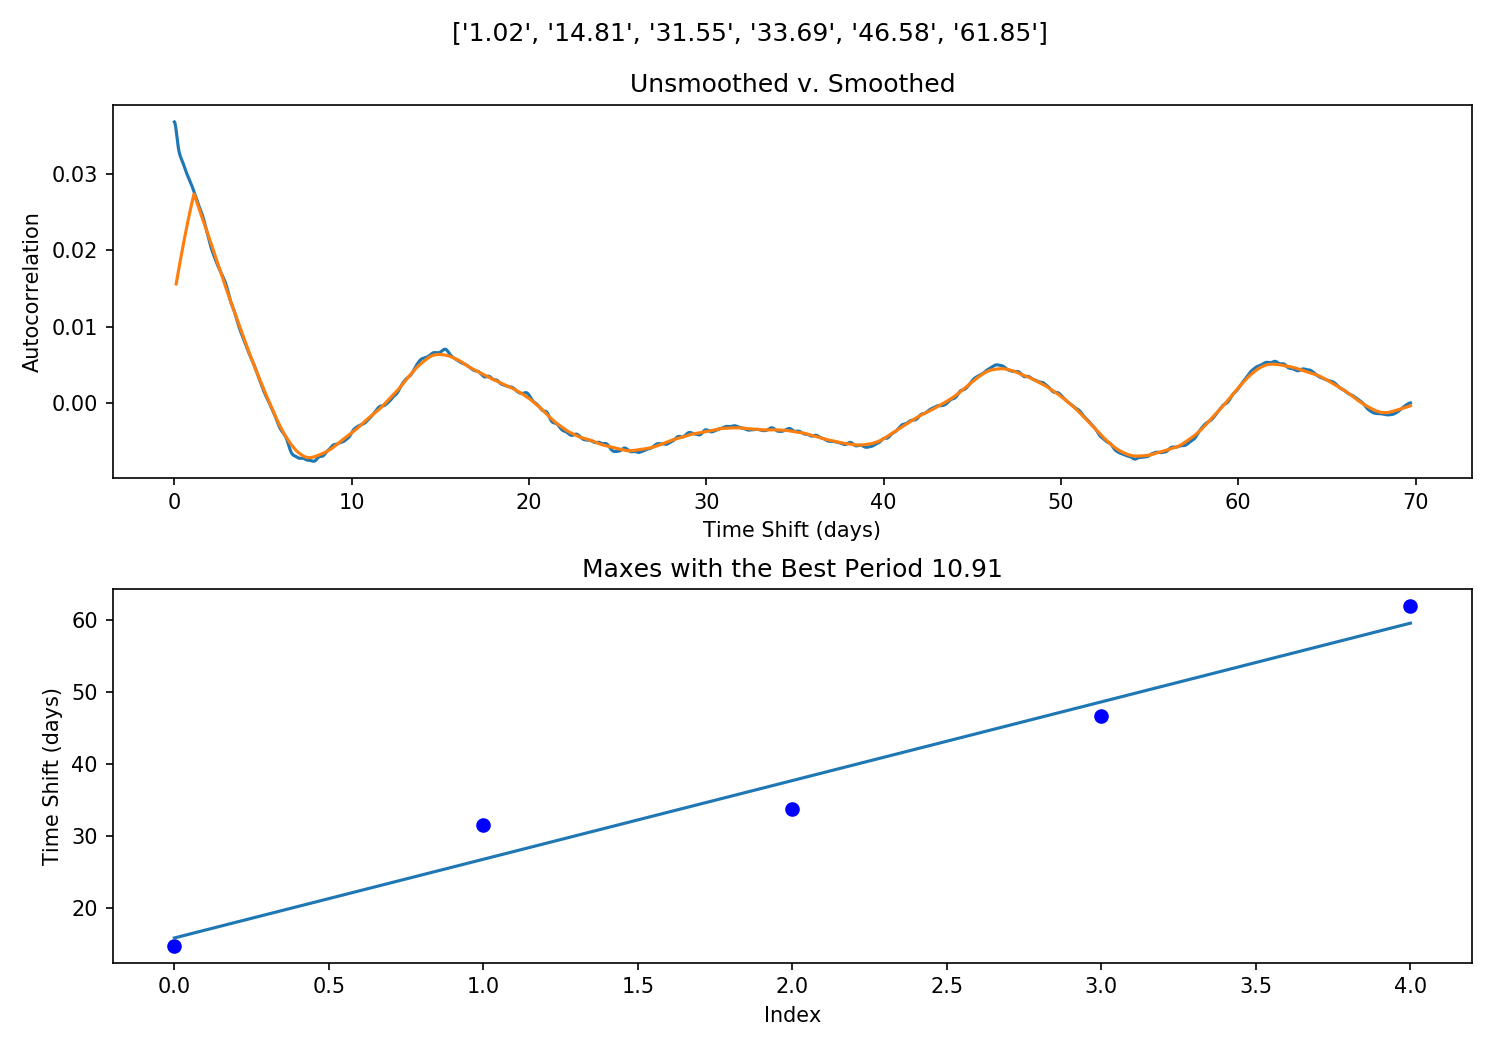 ['1.02', '14.81', '31.55', '33.69', '46.58', '61.85']
Unsmoothed v. Smoothed
Autocorrelation
0.03
0.02
0.01
0.00
0 10 20 30 40 50 60 70
Time Shift (days)
Maxes with the Best Period 10.91
Time Shift (days)
60
50
40
30
20
0.0 0.5 1.0 1.5 2.0 2.5 3.0 3.5 4.0
Index